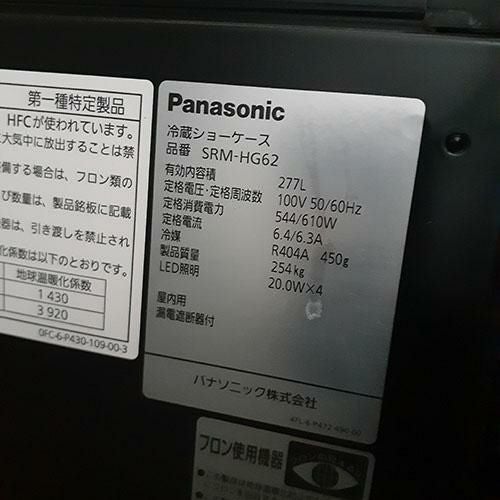 第一種特定製品
HFCが使われています。
大気中に放出することは禁
備する場合は、フロン類の
び数量は、製品銘板に記載
器は、引き渡しを禁止され
化係数は以下のとおりです。
地球温暖化係数
1 430
3 920
0FC-6-P430-109-00-3
Panasonic
冷蔵ショーケース
品番 SRM-HG62
有効内容積 277L
定格電圧・定格周波数 100V 50/60Hz
定格消費電力 544/610W
定格電流 6.4/6.3A
冷媒 R404A 450g
製品質量 254kg
LED照明 20.0W×4
屋内用
漏電遮断器付
パナソニック株式会社
4FL-6-P472-490-00
フロン使用機器